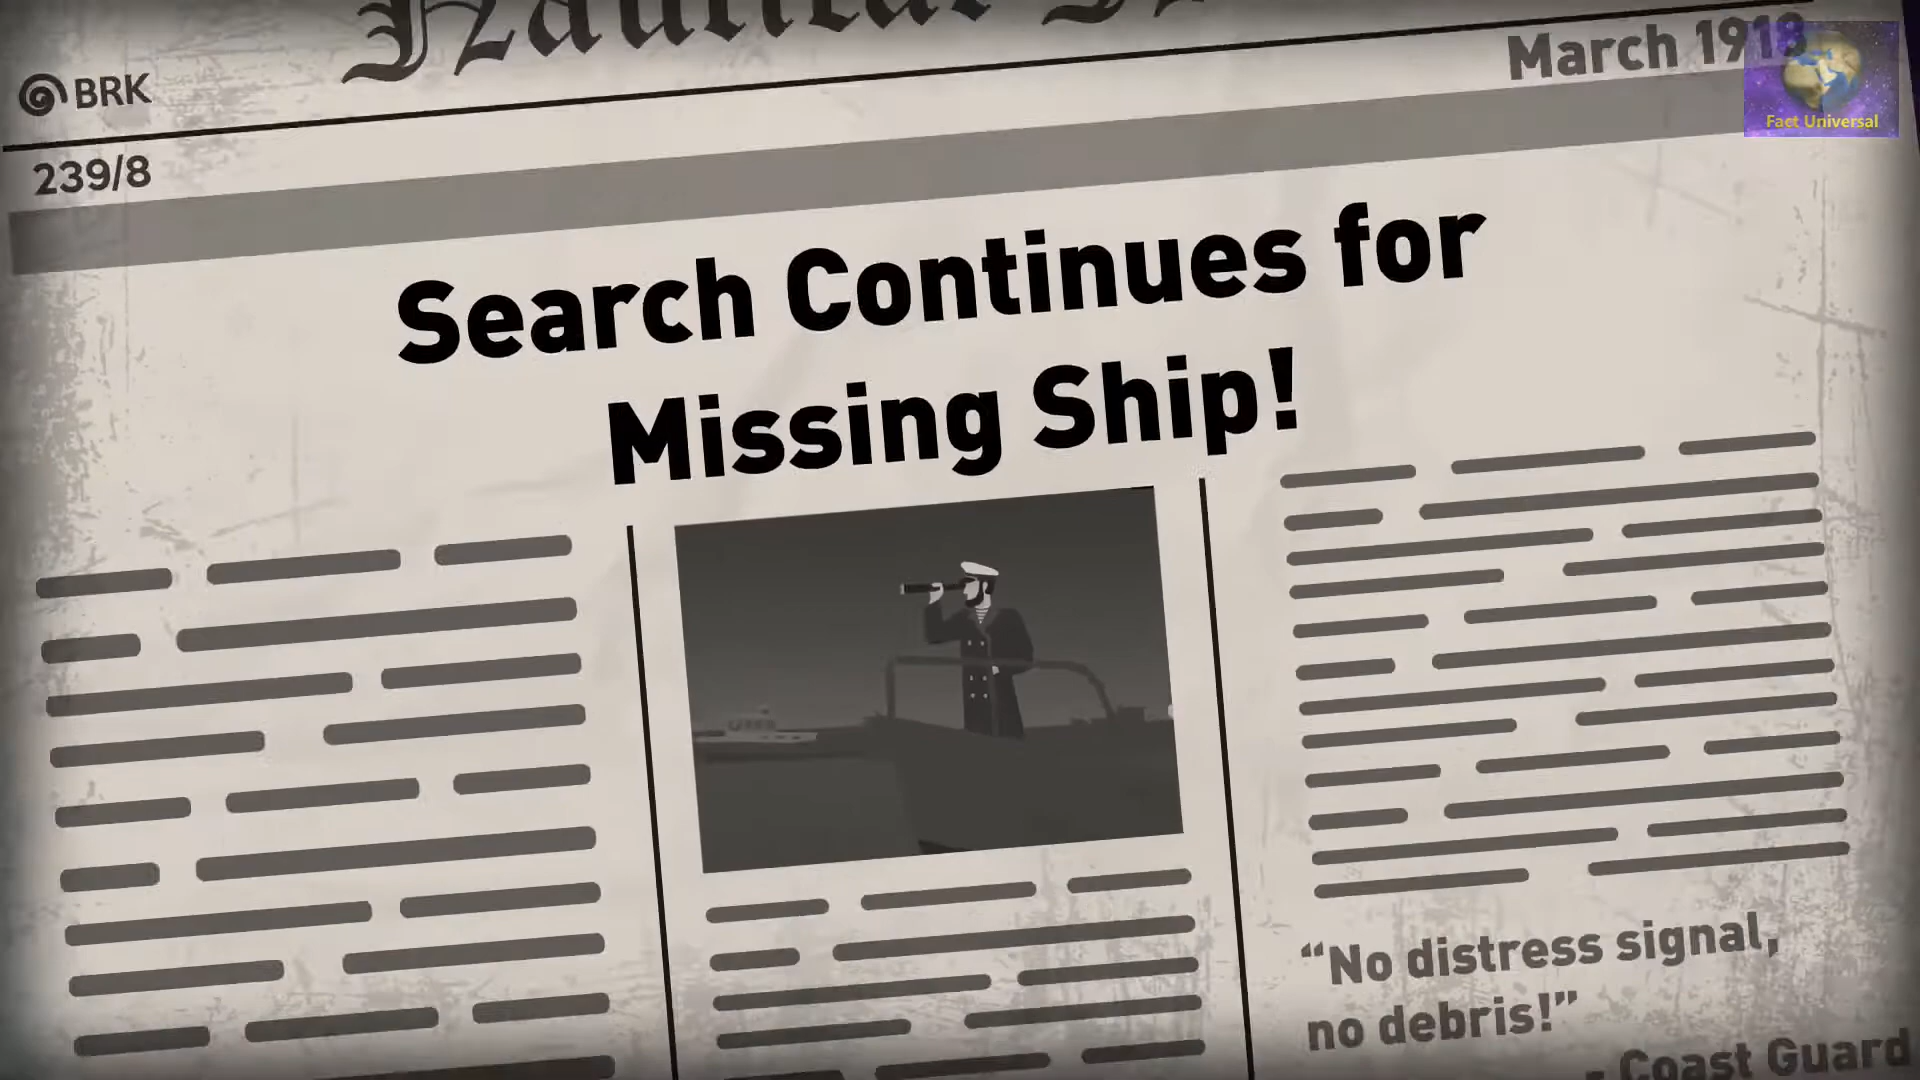 Nautical
BRK
March 1918
239/8
Fact Universal
Search Continues for
Missing Ship!
“No distress signal,
no debris!”
- Coast Guard